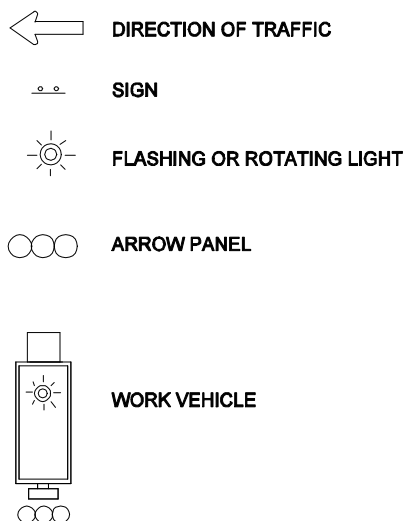 DIRECTION OF TRAFFIC
SIGN
FLASHING OR ROTATING LIGHT
ARROW PANEL
WORK VEHICLE